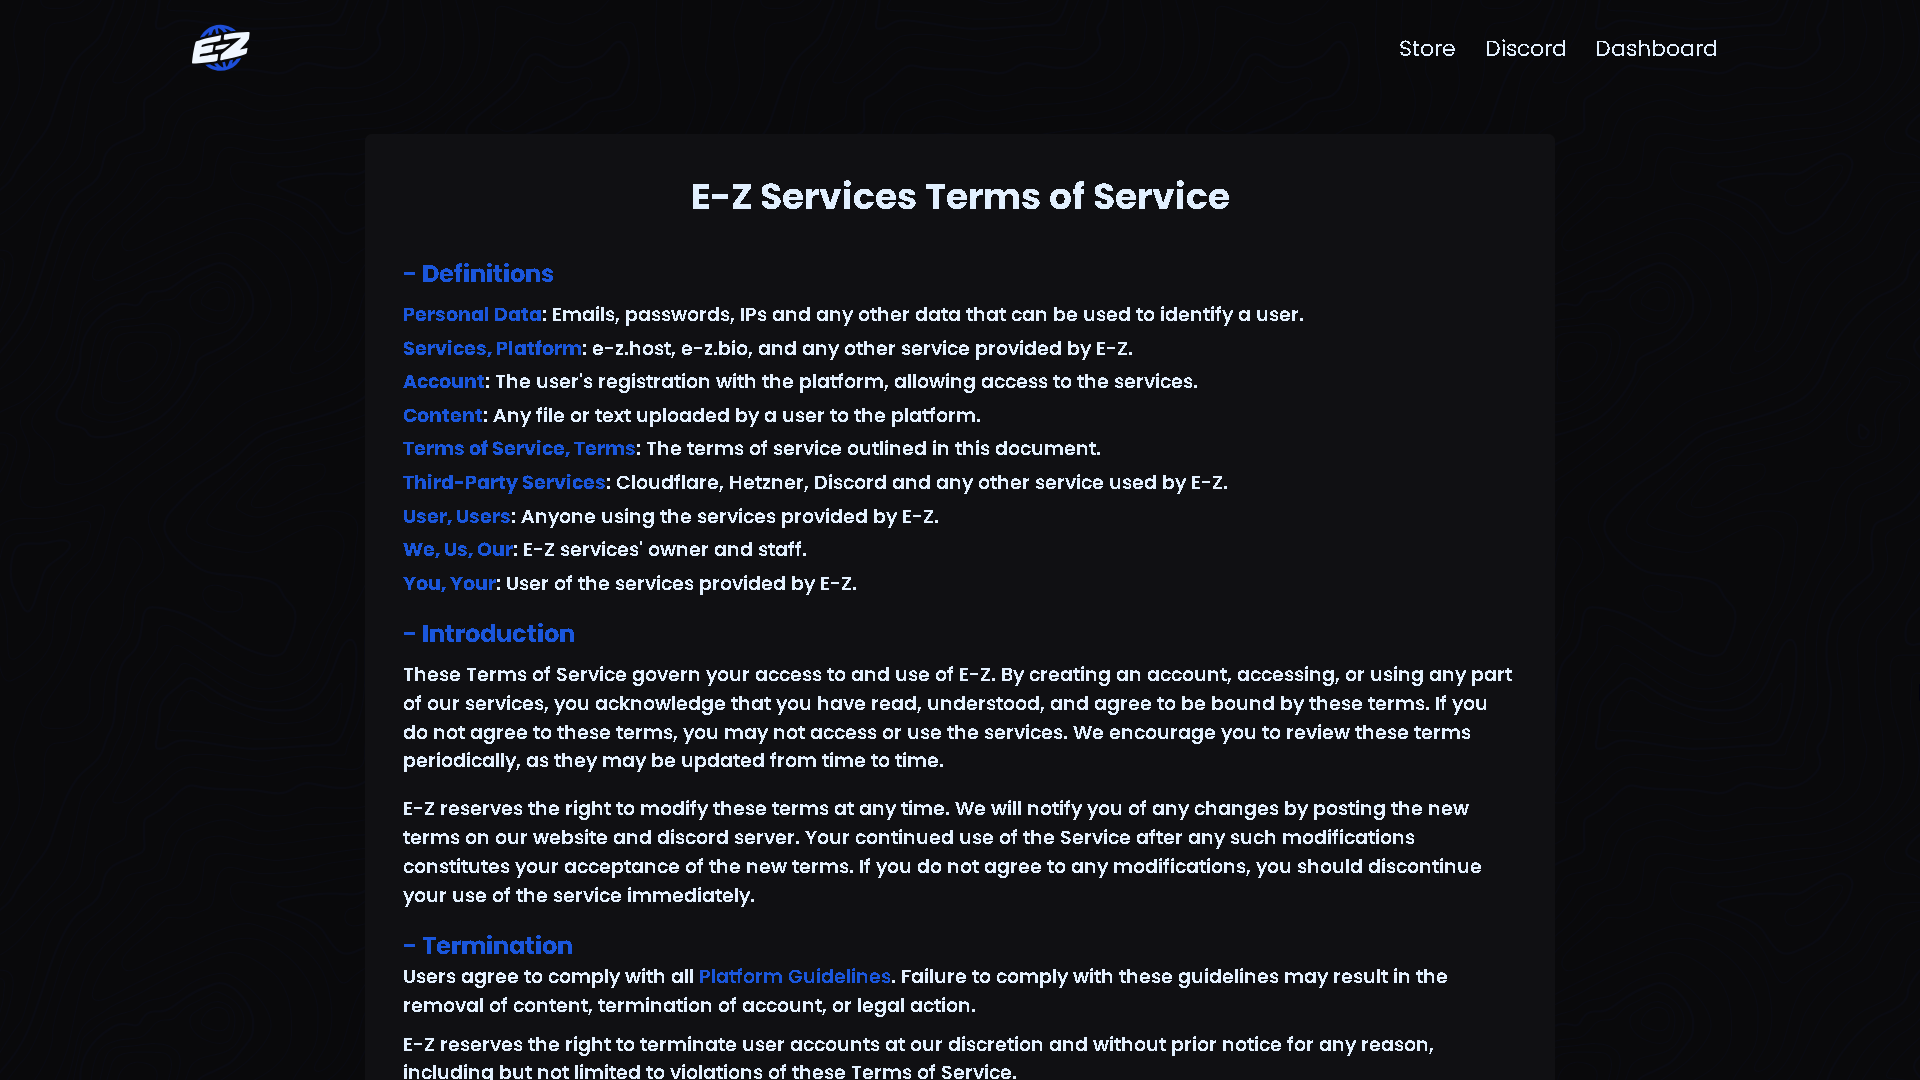 E-Z
Store
Discord
Dashboard
E-Z Services Terms of Service
- Definitions
Personal Data: Emails, passwords, IPs and any other data that can be used to identify a user.
Services, Platform: e-z.host, e-z.bio, and any other service provided by E-Z.
Account: The user's registration with the platform, allowing access to the services.
Content: Any file or text uploaded by a user to the platform.
Terms of Service, Terms: The terms of service outlined in this document.
Third-Party Services: Cloudflare, Hetzner, Discord and any other service used by E-Z.
User, Users: Anyone using the services provided by E-Z.
We, Us, Our: E-Z services' owner and staff.
You, Your: User of the services provided by E-Z.
- Introduction
These Terms of Service govern your access to and use of E-Z. By creating an account, accessing, or using any part
of our services, you acknowledge that you have read, understood, and agree to be bound by these terms. If you
do not agree to these terms, you may not access or use the services. We encourage you to review these terms
periodically, as they may be updated from time to time.
E-Z reserves the right to modify these terms at any time. We will notify you of any changes by posting the new
terms on our website and discord server. Your continued use of the Service after any such modifications
constitutes your acceptance of the new terms. If you do not agree to any modifications, you should discontinue
your use of the service immediately.
- Termination
Users agree to comply with all Platform Guidelines. Failure to comply with these guidelines may result in the
removal of content, termination of account, or legal action.
E-Z reserves the right to terminate user accounts at our discretion and without prior notice for any reason,
including but not limited to violations of these Terms of Service.